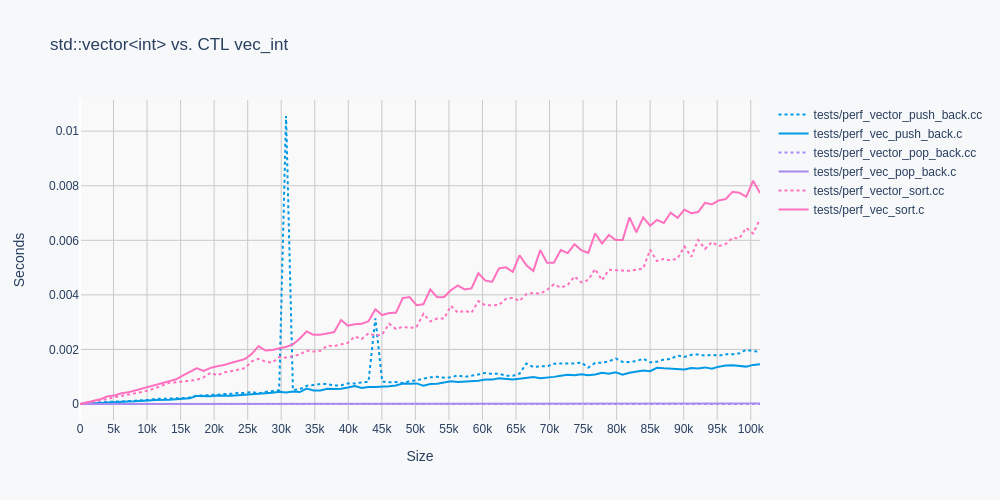 std::vector<int> vs. CTL vec_int
0.01
0.008
0.006
0.004
0.002
0
Seconds
0 5k 10k 15k 20k 25k 30k 35k 40k 45k 50k 55k 60k 65k 70k 75k 80k 85k 90k 95k 100k
Size
tests/perf_vector_push_back.cc
tests/perf_vec_push_back.c
tests/perf_vector_pop_back.cc
tests/perf_vec_pop_back.c
tests/perf_vector_sort.cc
tests/perf_vec_sort.c